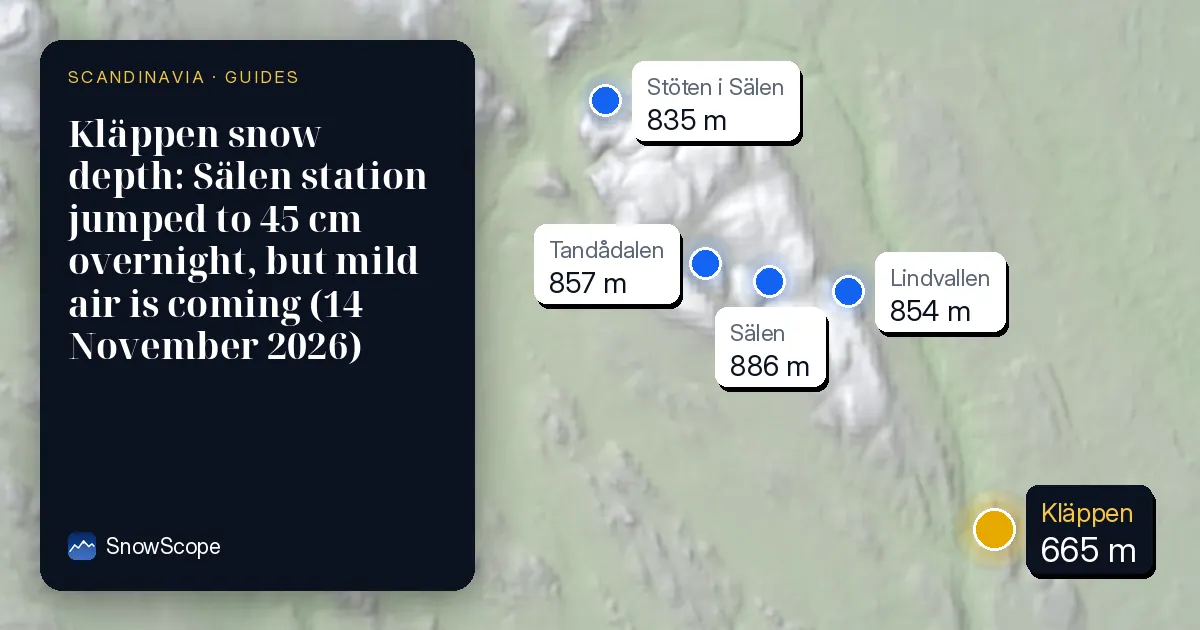 SCANDINAVIA · GUIDES
Kläppen snow
depth: Sälen station
jumped to 45 cm
overnight, but mild
air is coming (14
November 2026)
SnowScope
Stöten i Sälen
835 m
Tandådalen
857 m
Lindvallen
854 m
Sälen
886 m
Kläppen
665 m